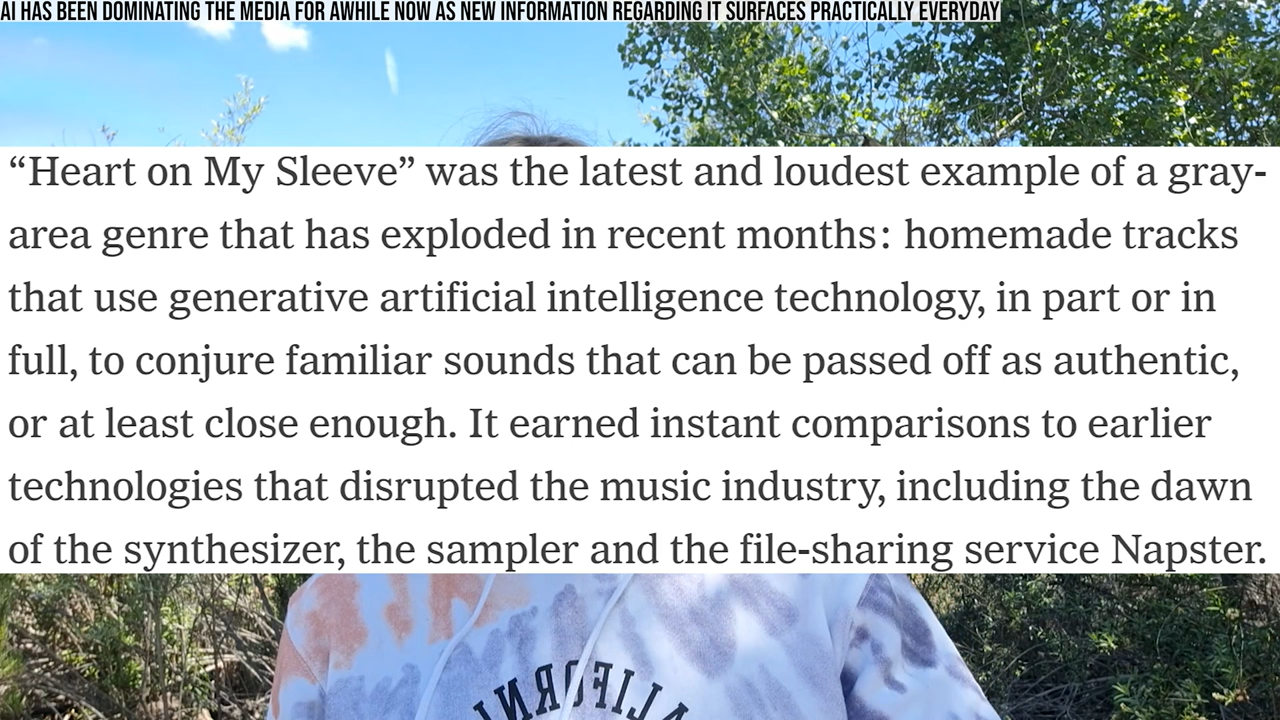 AI HAS BEEN DOMINATING THE MEDIA FOR AWHILE NOW AS NEW INFORMATION REGARDING IT SURFACES PRACTICALLY EVERYDAY
“Heart on My Sleeve” was the latest and loudest example of a gray-
area genre that has exploded in recent months: homemade tracks
that use generative artificial intelligence technology, in part or in
full, to conjure familiar sounds that can be passed off as authentic,
or at least close enough. It earned instant comparisons to earlier
technologies that disrupted the music industry, including the dawn
of the synthesizer, the sampler and the file-sharing service Napster.
CALIFORNI